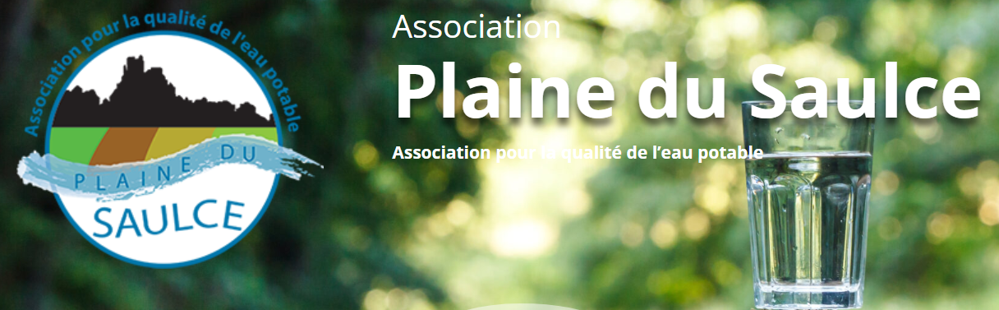 Association pour la qualité de l'eau potable
PLAINE DU
SAULCE
Association
Plaine du Saulce
Association pour la qualité de l’eau potable